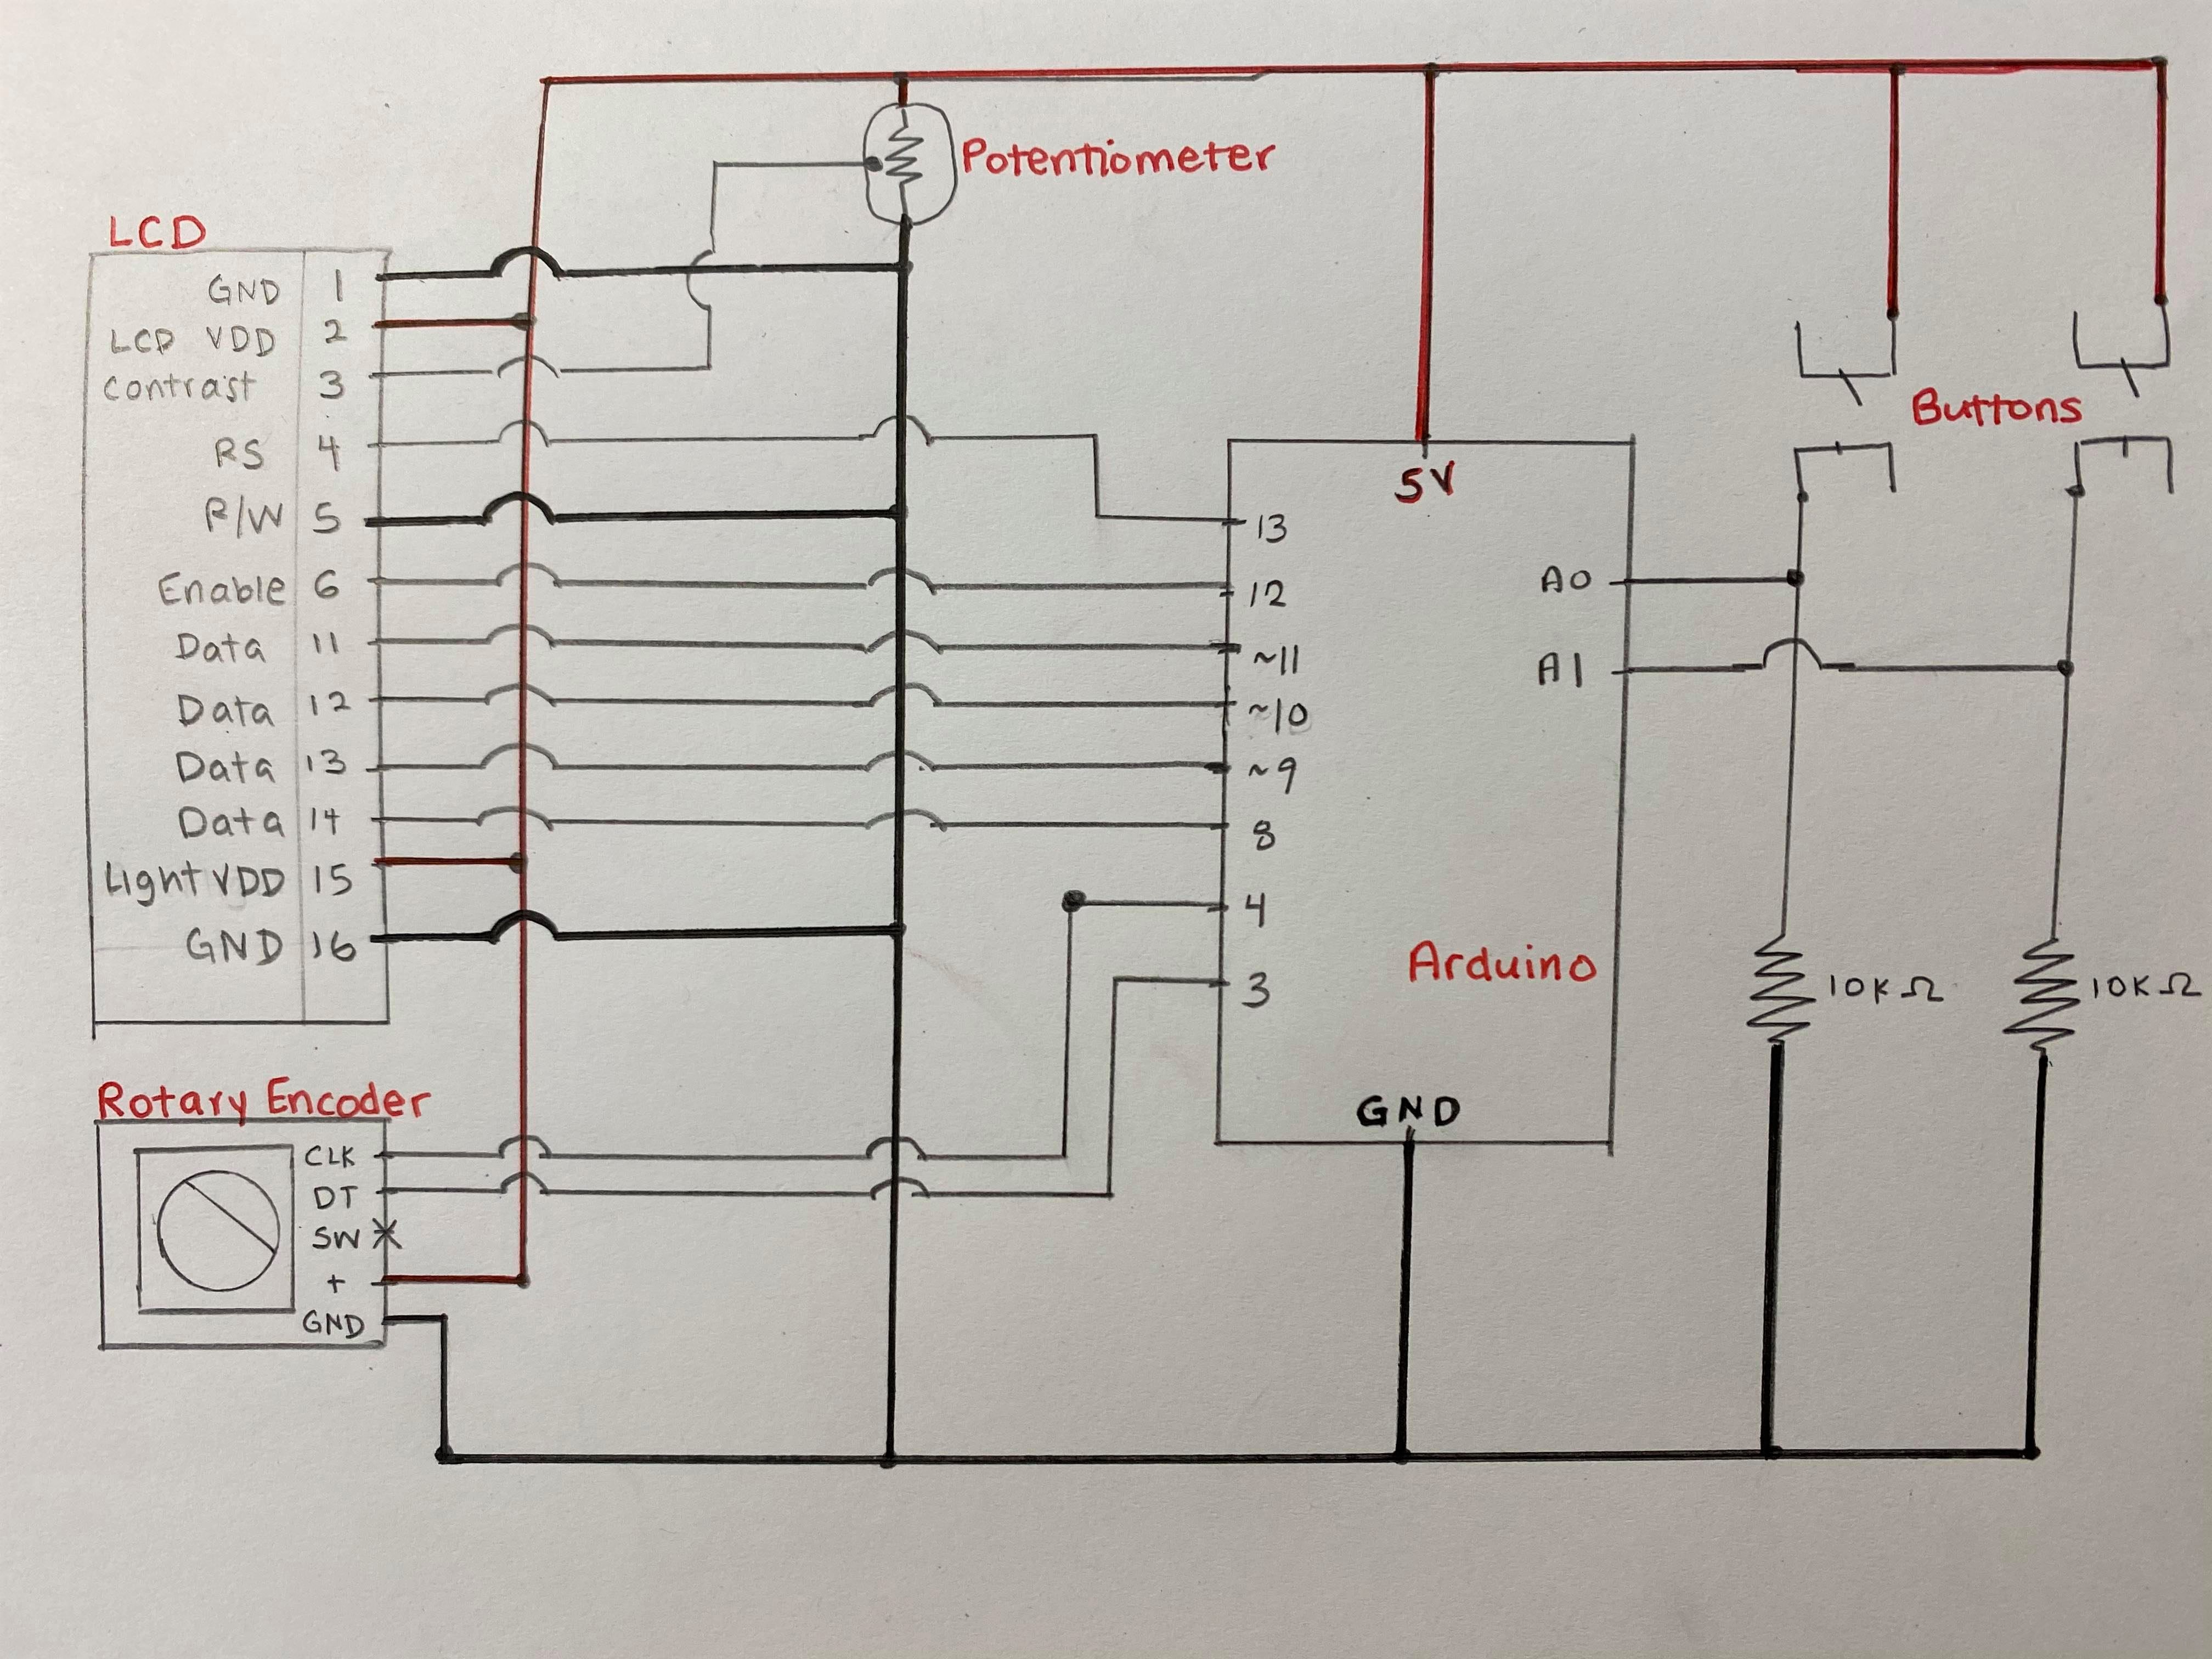 Potentiometer
LCD
GND 1
LCD VDD 2
Contrast 3
RS 4
R/W 5
Enable 6
Data 11
Data 12
Data 13
Data 14
Light VDD 15
GND 16
Rotary Encoder
CLK
DT
SW
+
GND
5V
13
12
~11
~10
~9
8
4
3
A0
A1
Arduino
GND
Buttons
10KΩ
10KΩ